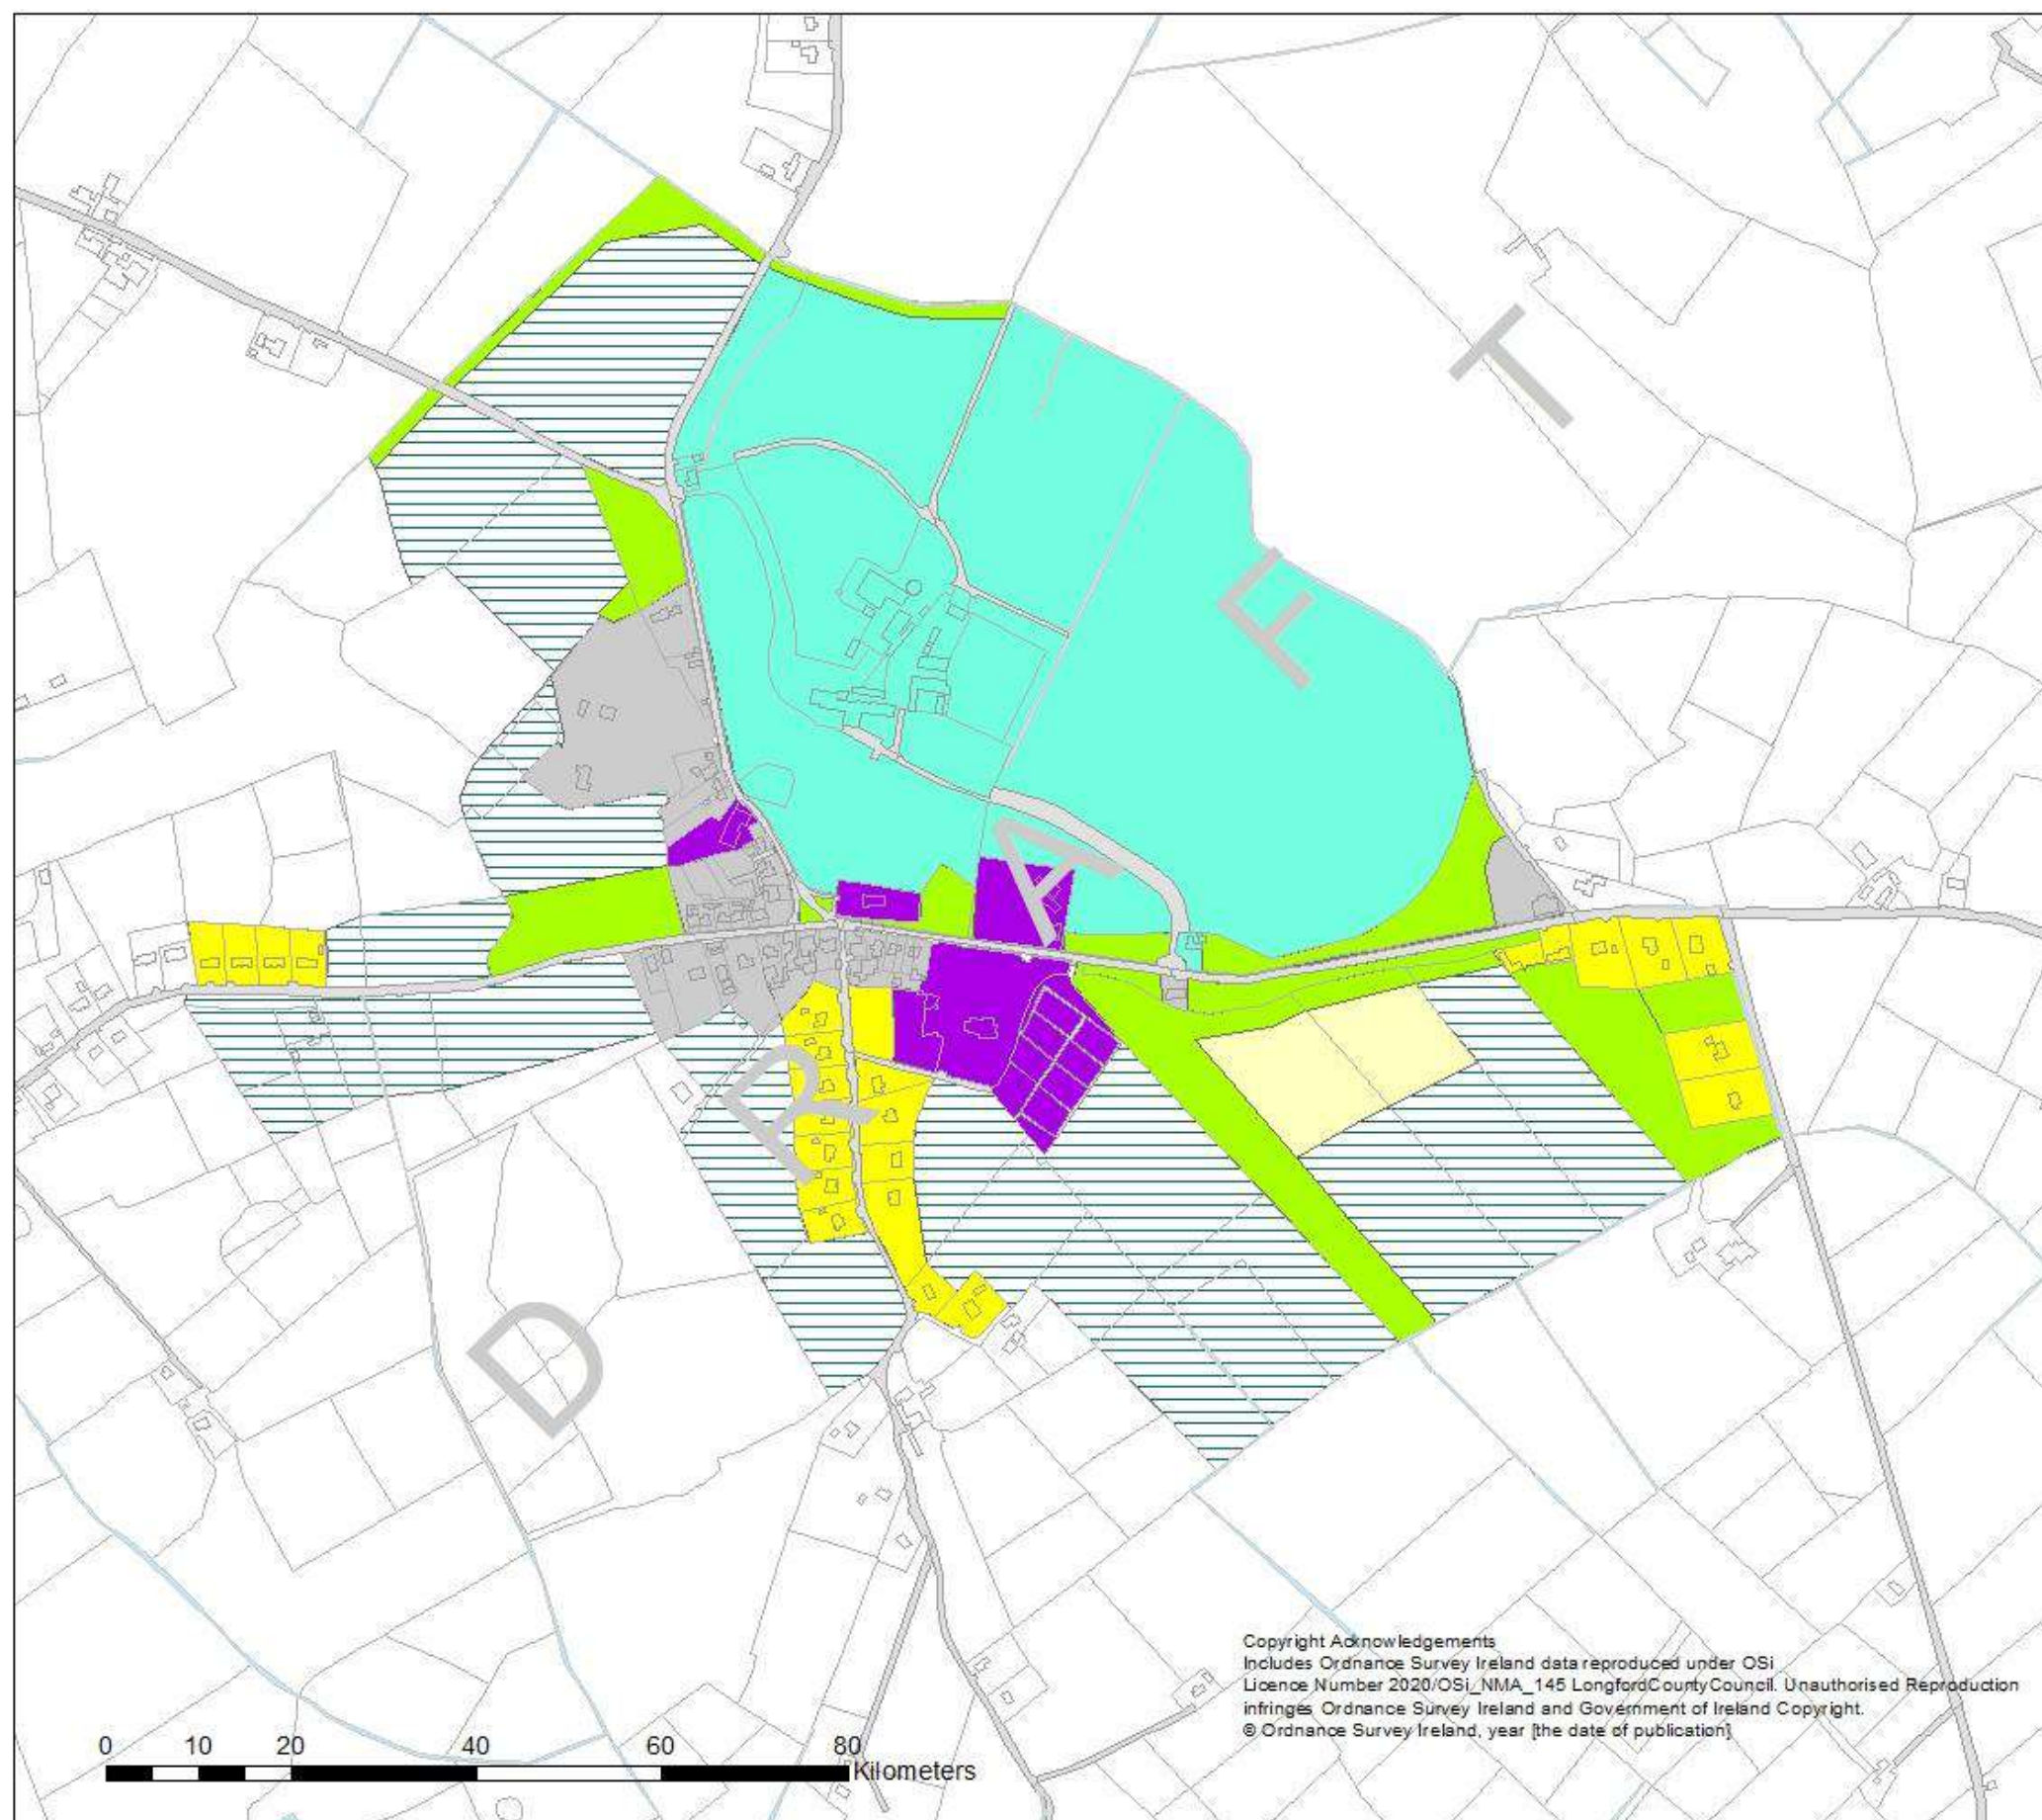 DRAFT
Copyright Acknowledgements
Includes Ordnance Survey Ireland data reproduced under OSi
Licence Number 2020/OSi_NMA_145 LongfordCountyCouncil. Unauthorised Reproduction
infringes Ordnance Survey Ireland and Government of Ireland Copyright.
© Ordnance Survey Ireland, year [the date of publication]
0 10 20 40 60 80
Kilometers